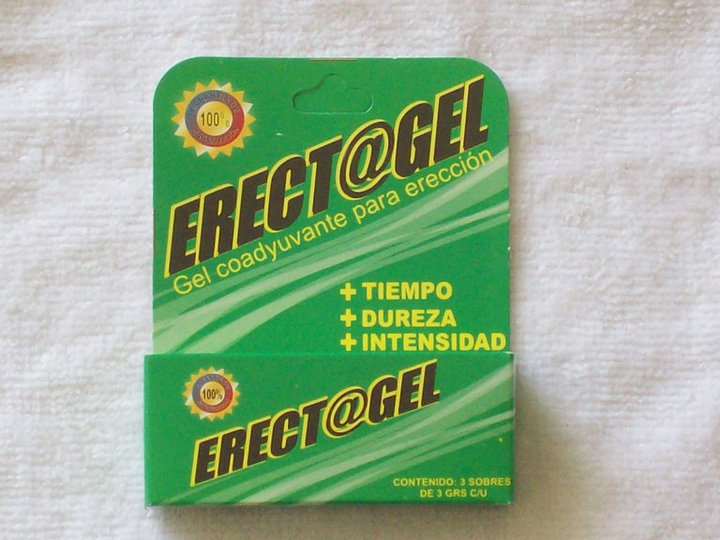 100%
ERECT@GEL
Gel coadyuvante para erección
+ TIEMPO
+ DUREZA
+ INTENSIDAD
100%
ERECT@GEL
CONTENIDO: 3 SOBRES
DE 3 GRS C/U